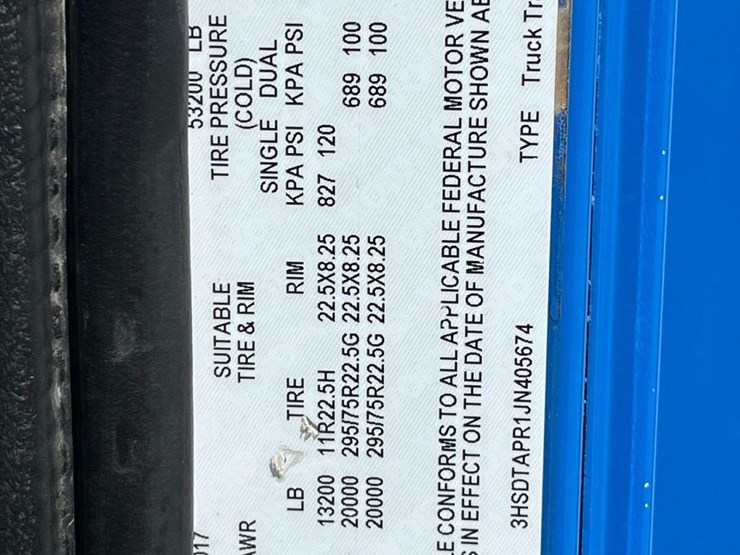 017 53200 LB
SUITABLE TIRE PRESSURE
AWR TIRE & RIM (COLD)
SINGLE DUAL
LB TIRE RIM KPA PSI KPA PSI
13200 11R22.5H 22.5X8.25 827 120
20000 295/75R22.5G 22.5X8.25 689 100
20000 295/75R22.5G 22.5X8.25 689 100
LE CONFORMS TO ALL APPLICABLE FEDERAL MOTOR VE
S IN EFFECT ON THE DATE OF MANUFACTURE SHOWN AB
3HSDTAPR1JN405674 TYPE Truck Tr